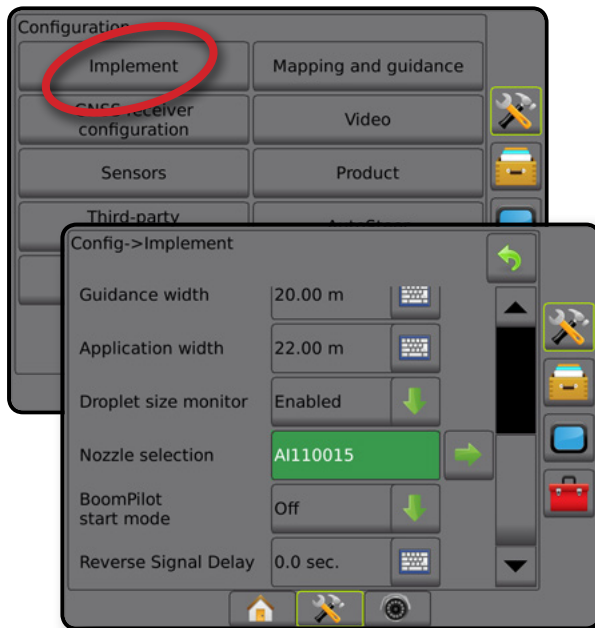 Configuration
Implement
Mapping and guidance
GNSS receiver
configuration
Video
Sensors
Product
Third-party
Config->Implement
Guidance width
20.00 m
Application width
22.00 m
Droplet size monitor
Enabled
Nozzle selection
AI110015
BoomPilot
start mode
Off
Reverse Signal Delay
0.0 sec.